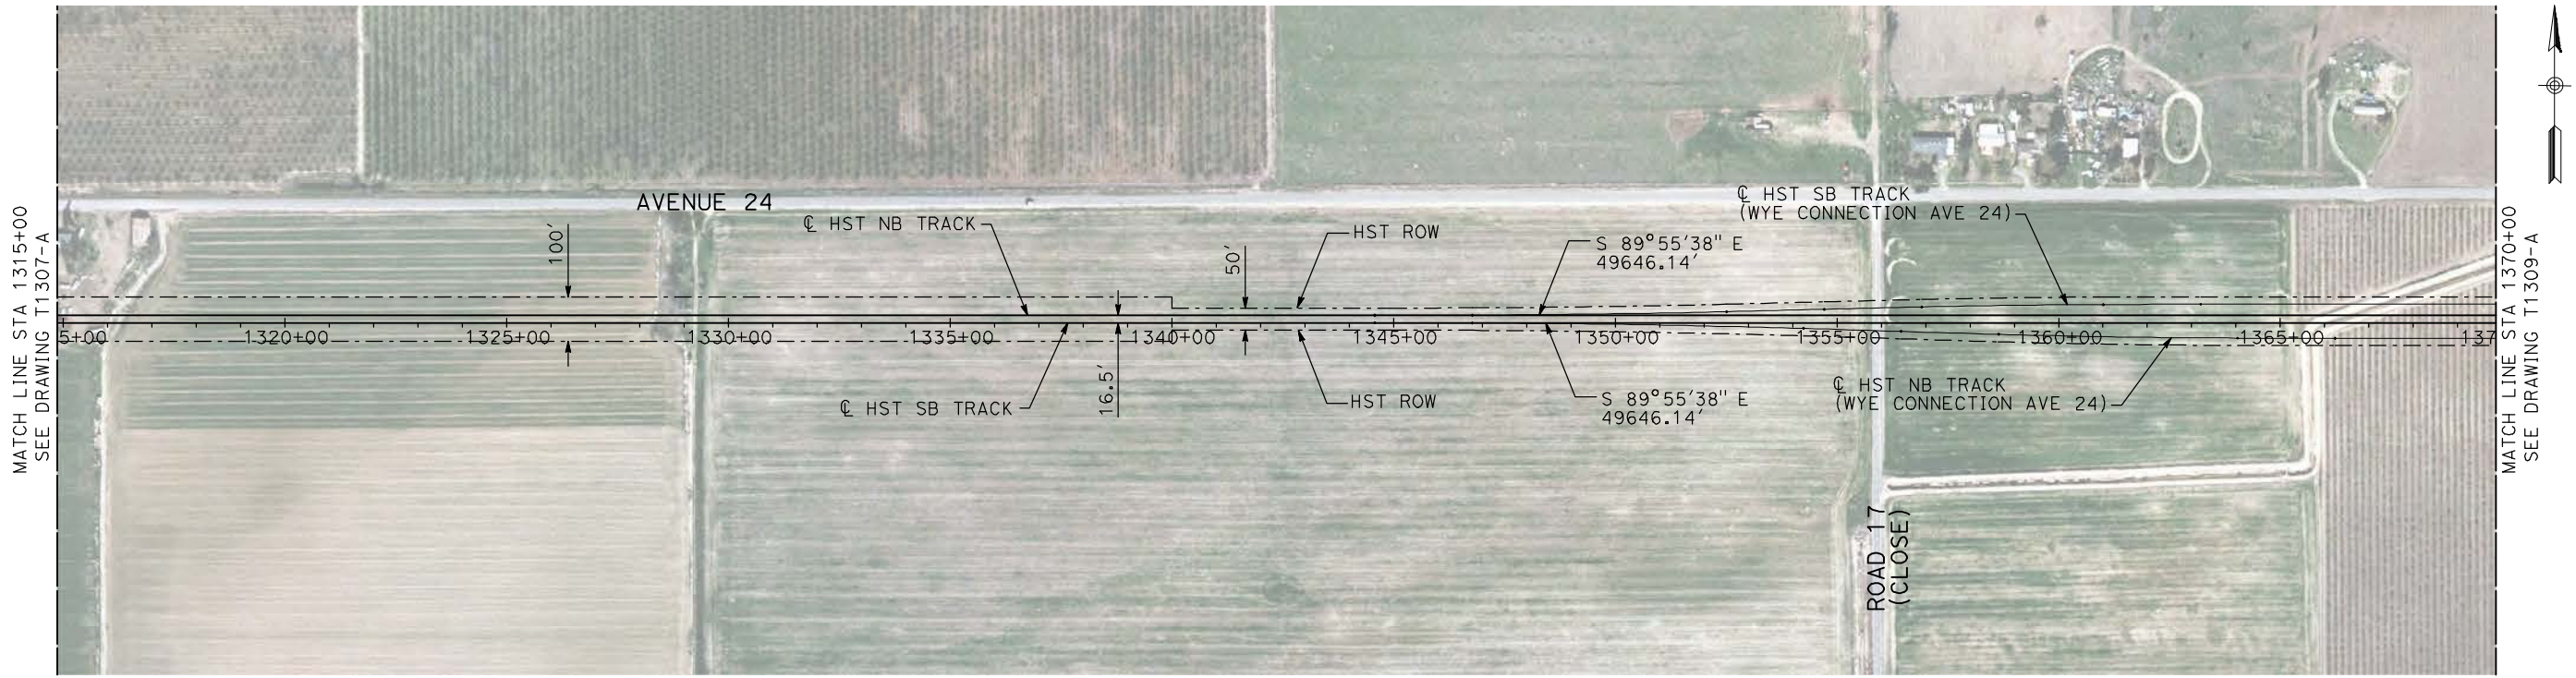 MATCH LINE STA 1315+00
SEE DRAWING T1307-A
AVENUE 24
100'
℄ HST NB TRACK
50'
HST ROW
S 89°55'38" E
49646.14'
℄ HST SB TRACK
(WYE CONNECTION AVE 24)
5+00
1320+00
1325+00
1330+00
1335+00
1340+00
1345+00
1350+00
1355+00
1360+00
1365+00
137
16.5'
℄ HST SB TRACK
HST ROW
S 89°55'38" E
49646.14'
℄ HST NB TRACK
(WYE CONNECTION AVE 24)
ROAD 17
(CLOSE)
MATCH LINE STA 1370+00
SEE DRAWING T1309-A